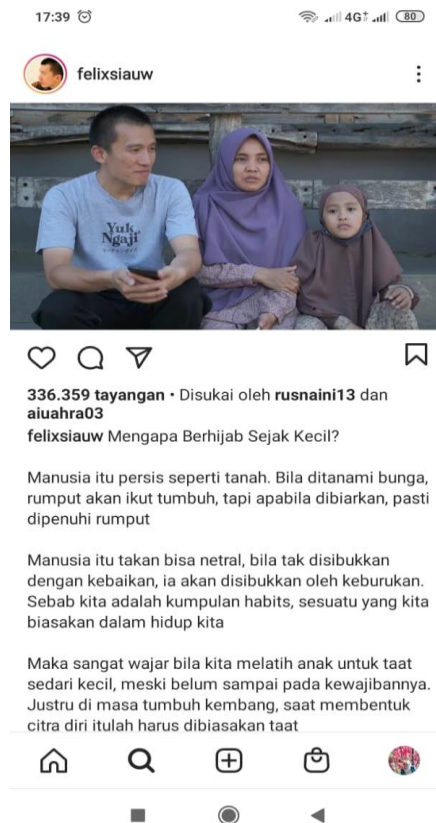 17:39
4G+
80
felixsiauw
Yuk
Ngaji
336.359 tayangan • Disukai oleh rusnaini13 dan
aiuahra03
felixsiauw Mengapa Berhijab Sejak Kecil?
Manusia itu persis seperti tanah. Bila ditanami bunga,
rumput akan ikut tumbuh, tapi apabila dibiarkan, pasti
dipenuhi rumput
Manusia itu takan bisa netral, bila tak disibukkan
dengan kebaikan, ia akan disibukkan oleh keburukan.
Sebab kita adalah kumpulan habits, sesuatu yang kita
biasakan dalam hidup kita
Maka sangat wajar bila kita melatih anak untuk taat
sedari kecil, meski belum sampai pada kewajibannya.
Justru di masa tumbuh kembang, saat membentuk
citra diri itulah harus dibiasakan taat